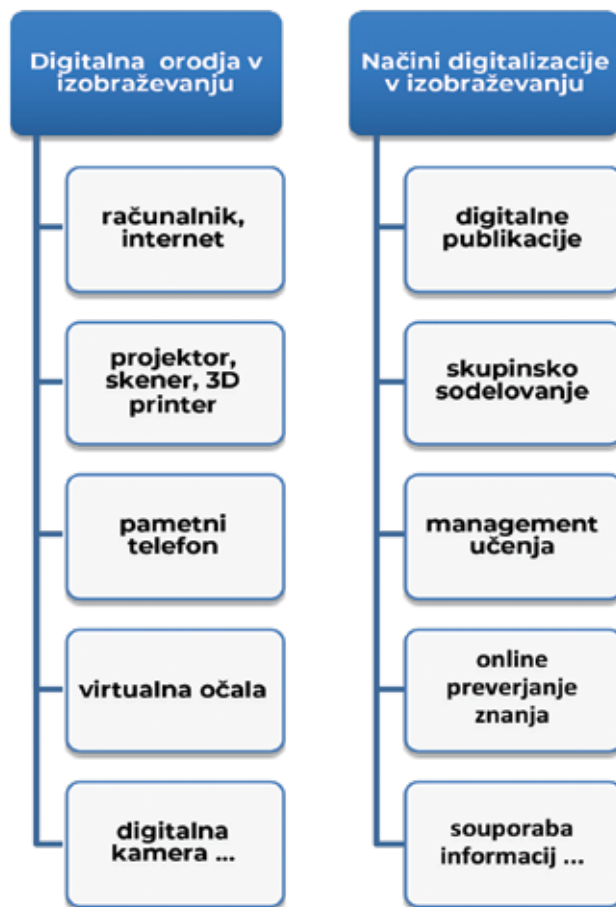 Digitalna orodja v
izobraževanju
računalnik,
internet
projektor,
skener, 3D
printer
pametni
telefon
virtualna očala
digitalna
kamera ...
Načini digitalizacije
v izobraževanju
digitalne
publikacije
skupinsko
sodelovanje
management
učenja
online
preverjanje
znanja
souporaba
informacij ...